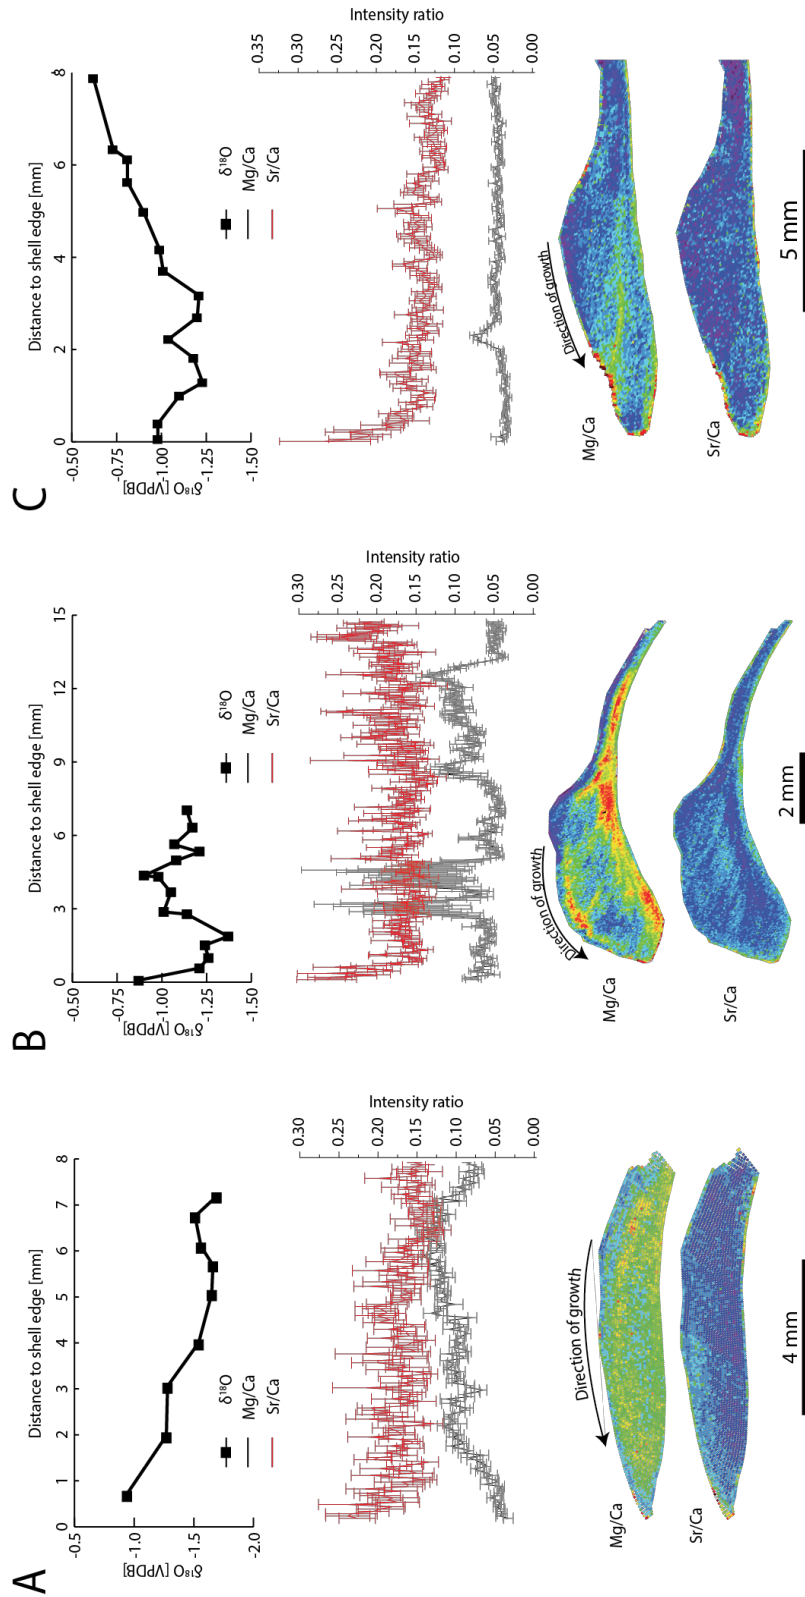 A
Distance to shell edge [mm]
0 1 2 3 4 5 6 7 8
-0.5
-1.0
-1.5
-2.0
δ¹⁸O [VPDB]
δ¹⁸O
Mg/Ca
Sr/Ca
0.30
0.25
0.20
0.15
0.10
0.05
0.00
Intensity ratio
Direction of growth
Mg/Ca
Sr/Ca
4 mm
B
Distance to shell edge [mm]
0 3 6 9 12 15
-0.50
-0.75
-1.00
-1.25
-1.50
δ¹⁸O [VPDB]
δ¹⁸O
Mg/Ca
Sr/Ca
0.30
0.25
0.20
0.15
0.10
0.05
0.00
Intensity ratio
Direction of growth
Mg/Ca
Sr/Ca
2 mm
C
Distance to shell edge [mm]
0 2 4 6 8
-0.50
-0.75
-1.00
-1.25
-1.50
δ¹⁸O [VPDB]
δ¹⁸O
Mg/Ca
Sr/Ca
0.35
0.30
0.25
0.20
0.15
0.10
0.05
0.00
Intensity ratio
Direction of growth
Mg/Ca
Sr/Ca
5 mm